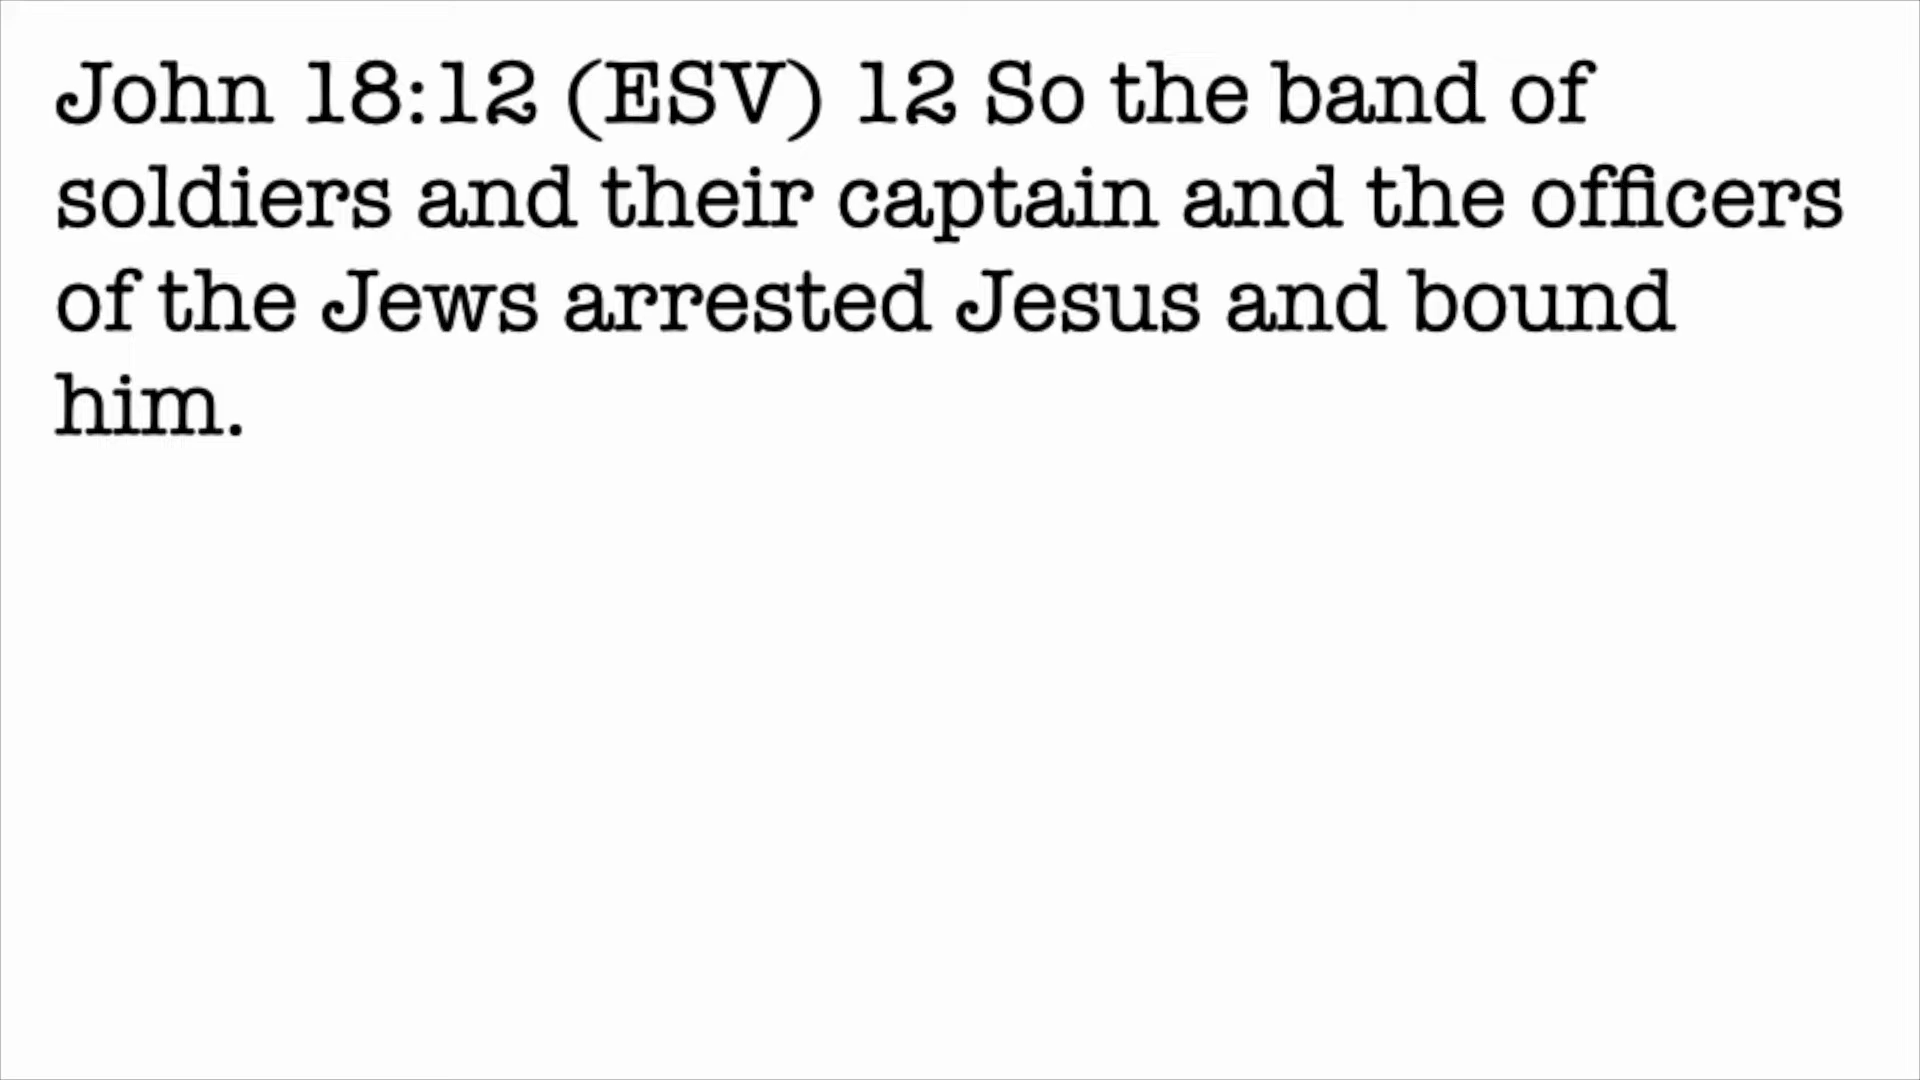 John 18:12 (ESV) 12 So the band of
soldiers and their captain and the officers
of the Jews arrested Jesus and bound
him.